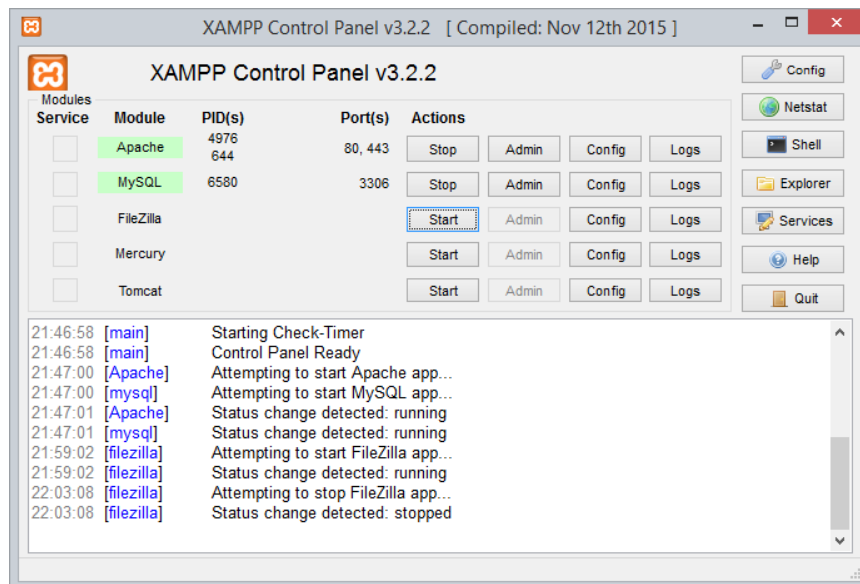 XAMPP Control Panel v3.2.2 [ Compiled: Nov 12th 2015 ]
XAMPP Control Panel v3.2.2
Config
Modules
Service Module PID(s) Port(s) Actions
Netstat
Apache 4976 644 80, 443 Stop Admin Config Logs
Shell
MySQL 6580 3306 Stop Admin Config Logs
Explorer
FileZilla Start Admin Config Logs
Services
Mercury Start Admin Config Logs
Help
Tomcat Start Admin Config Logs
Quit
21:46:58 [main] Starting Check-Timer
21:46:58 [main] Control Panel Ready
21:47:00 [Apache] Attempting to start Apache app...
21:47:00 [mysql] Attempting to start MySQL app...
21:47:01 [Apache] Status change detected: running
21:47:01 [mysql] Status change detected: running
21:59:02 [filezilla] Attempting to start FileZilla app...
21:59:02 [filezilla] Status change detected: running
22:03:08 [filezilla] Attempting to stop FileZilla app...
22:03:08 [filezilla] Status change detected: stopped